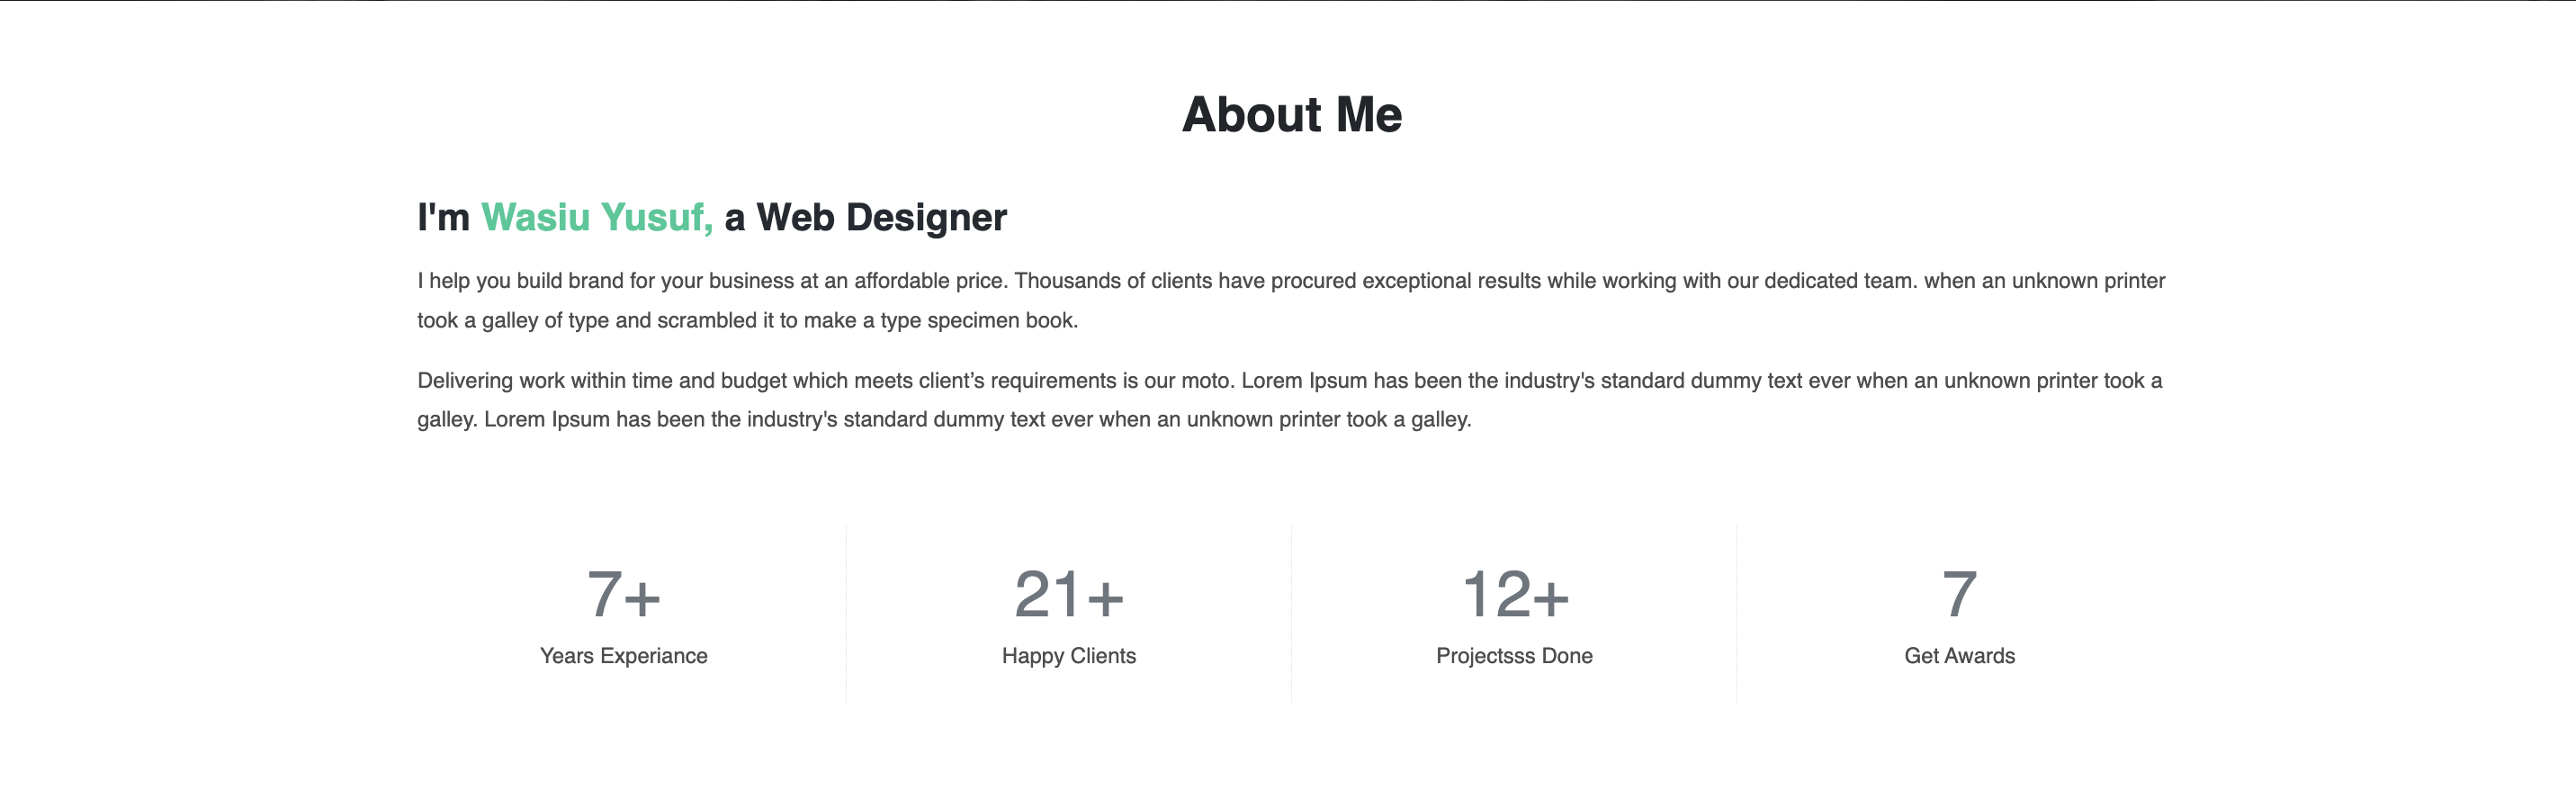 About Me
I'm Wasiu Yusuf, a Web Designer
I help you build brand for your business at an affordable price. Thousands of clients have procured exceptional results while working with our dedicated team. when an unknown printer
took a galley of type and scrambled it to make a type specimen book.
Delivering work within time and budget which meets client’s requirements is our moto. Lorem Ipsum has been the industry's standard dummy text ever when an unknown printer took a
galley. Lorem Ipsum has been the industry's standard dummy text ever when an unknown printer took a galley.
7+
Years Experiance
21+
Happy Clients
12+
Projectsss Done
7
Get Awards